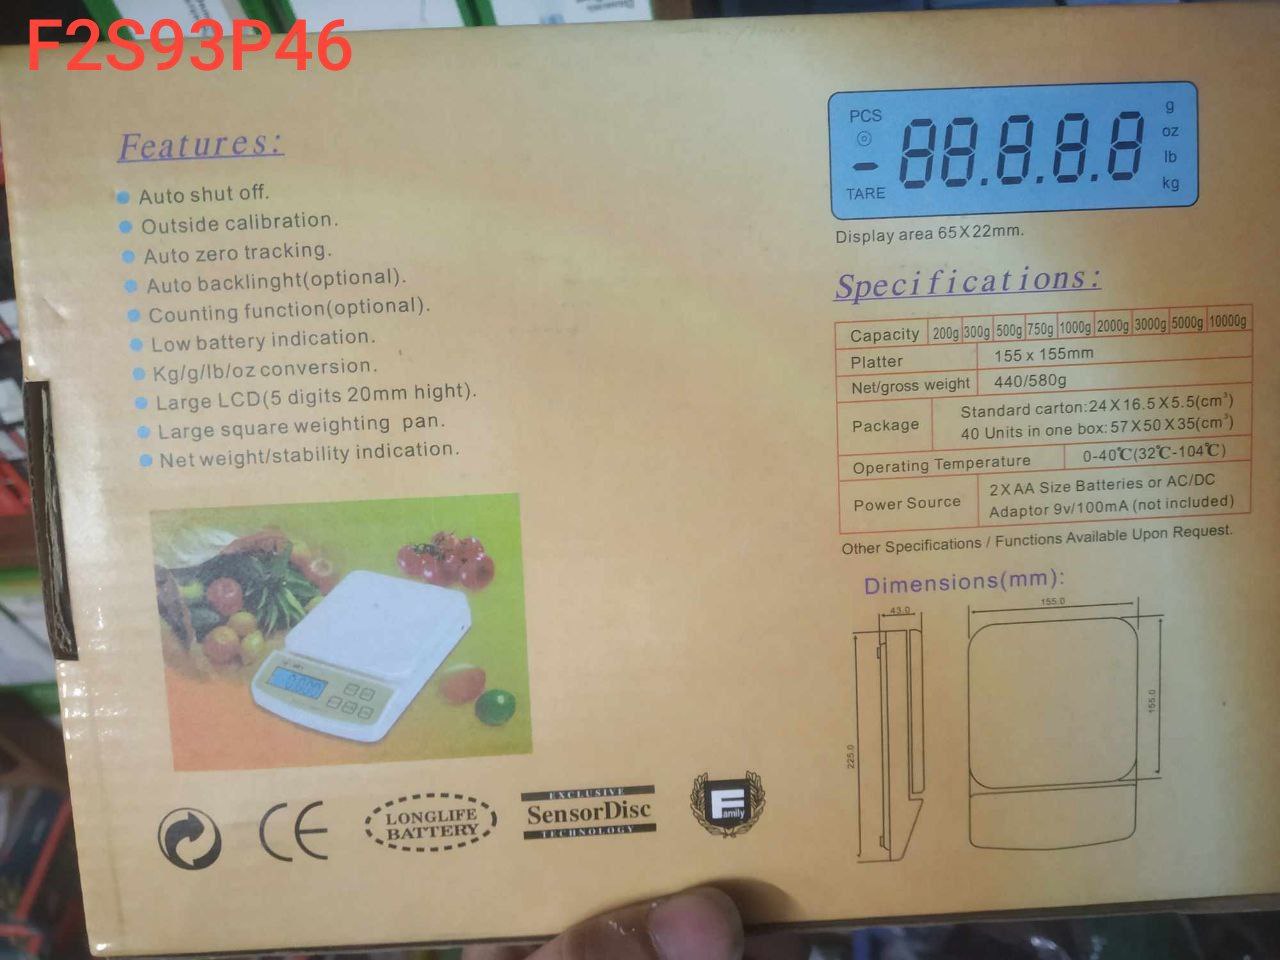 F2S93P46
Features:
Auto shut off.
Outside calibration.
Auto zero tracking.
Auto backlinght(optional).
Counting function(optional).
Low battery indication.
Kg/g/lb/oz conversion.
Large LCD(5 digits 20mm hight).
Large square weighting pan.
Net weight/stability indication.
0.000
EXCLUSIVE
SensorDisc
TECHNOLOGY
CE
LONGLIFE
BATTERY
Family
PCS
TARE
-88.8.8.8
g
oz
lb
kg
Display area 65X22mm.
Specifications:
Capacity 200g 300g 500g 750g 1000g 2000g 3000g 5000g 10000g
Platter 155 x 155mm
Net/gross weight 440/580g
Package Standard carton:24X16.5X5.5(cm³)
40 Units in one box:57X50X35(cm³)
Operating Temperature 0-40℃(32℃-104℃)
Power Source 2XAA Size Batteries or AC/DC
Adaptor 9v/100mA (not included)
Other Specifications / Functions Available Upon Request.
Dimensions(mm):
43.0
155.0
225.0
155.0